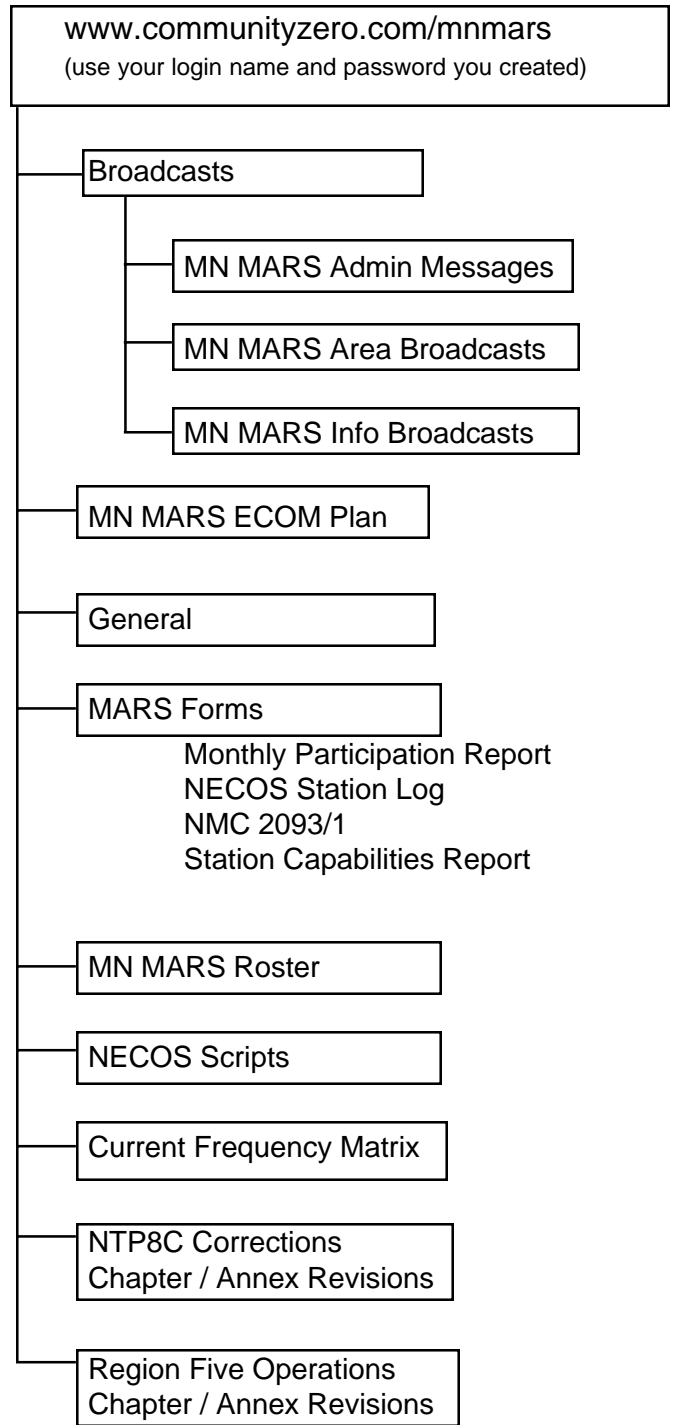 www.communityzero.com/mnmars
(use your login name and password you created)
Broadcasts
MN MARS Admin Messages
MN MARS Area Broadcasts
MN MARS Info Broadcasts
MN MARS ECOM Plan
General
MARS Forms
Monthly Participation Report
NECOS Station Log
NMC 2093/1
Station Capabilities Report
MN MARS Roster
NECOS Scripts
Current Frequency Matrix
NTP8C Corrections
Chapter / Annex Revisions
Region Five Operations
Chapter / Annex Revisions